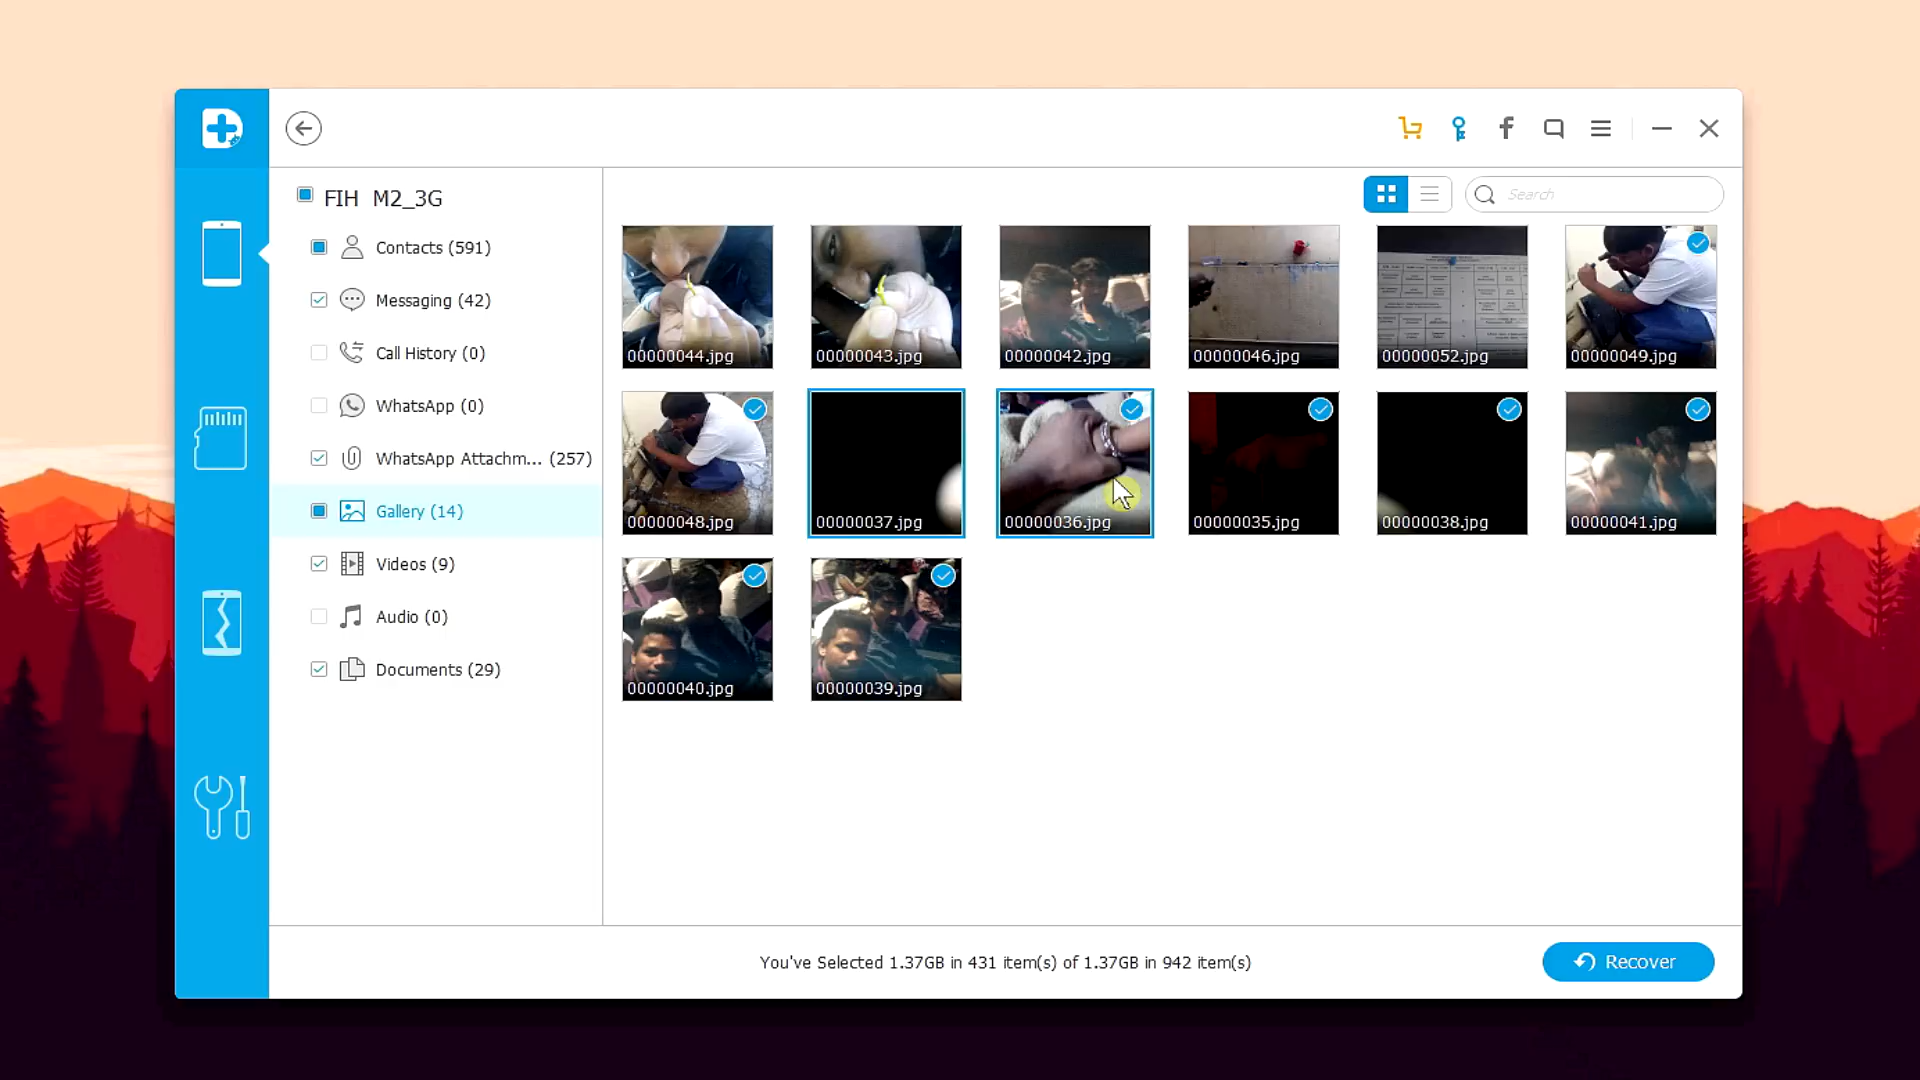 FIH M2_3G
Search
Contacts (591)
Messaging (42)
Call History (0)
WhatsApp (0)
WhatsApp Attachm... (257)
Gallery (14)
Videos (9)
Audio (0)
Documents (29)
00000044.jpg
00000043.jpg
00000042.jpg
00000046.jpg
00000052.jpg
00000049.jpg
00000048.jpg
00000037.jpg
00000036.jpg
00000035.jpg
00000038.jpg
00000041.jpg
00000040.jpg
00000039.jpg
You've Selected 1.37GB in 431 item(s) of 1.37GB in 942 item(s)
Recover